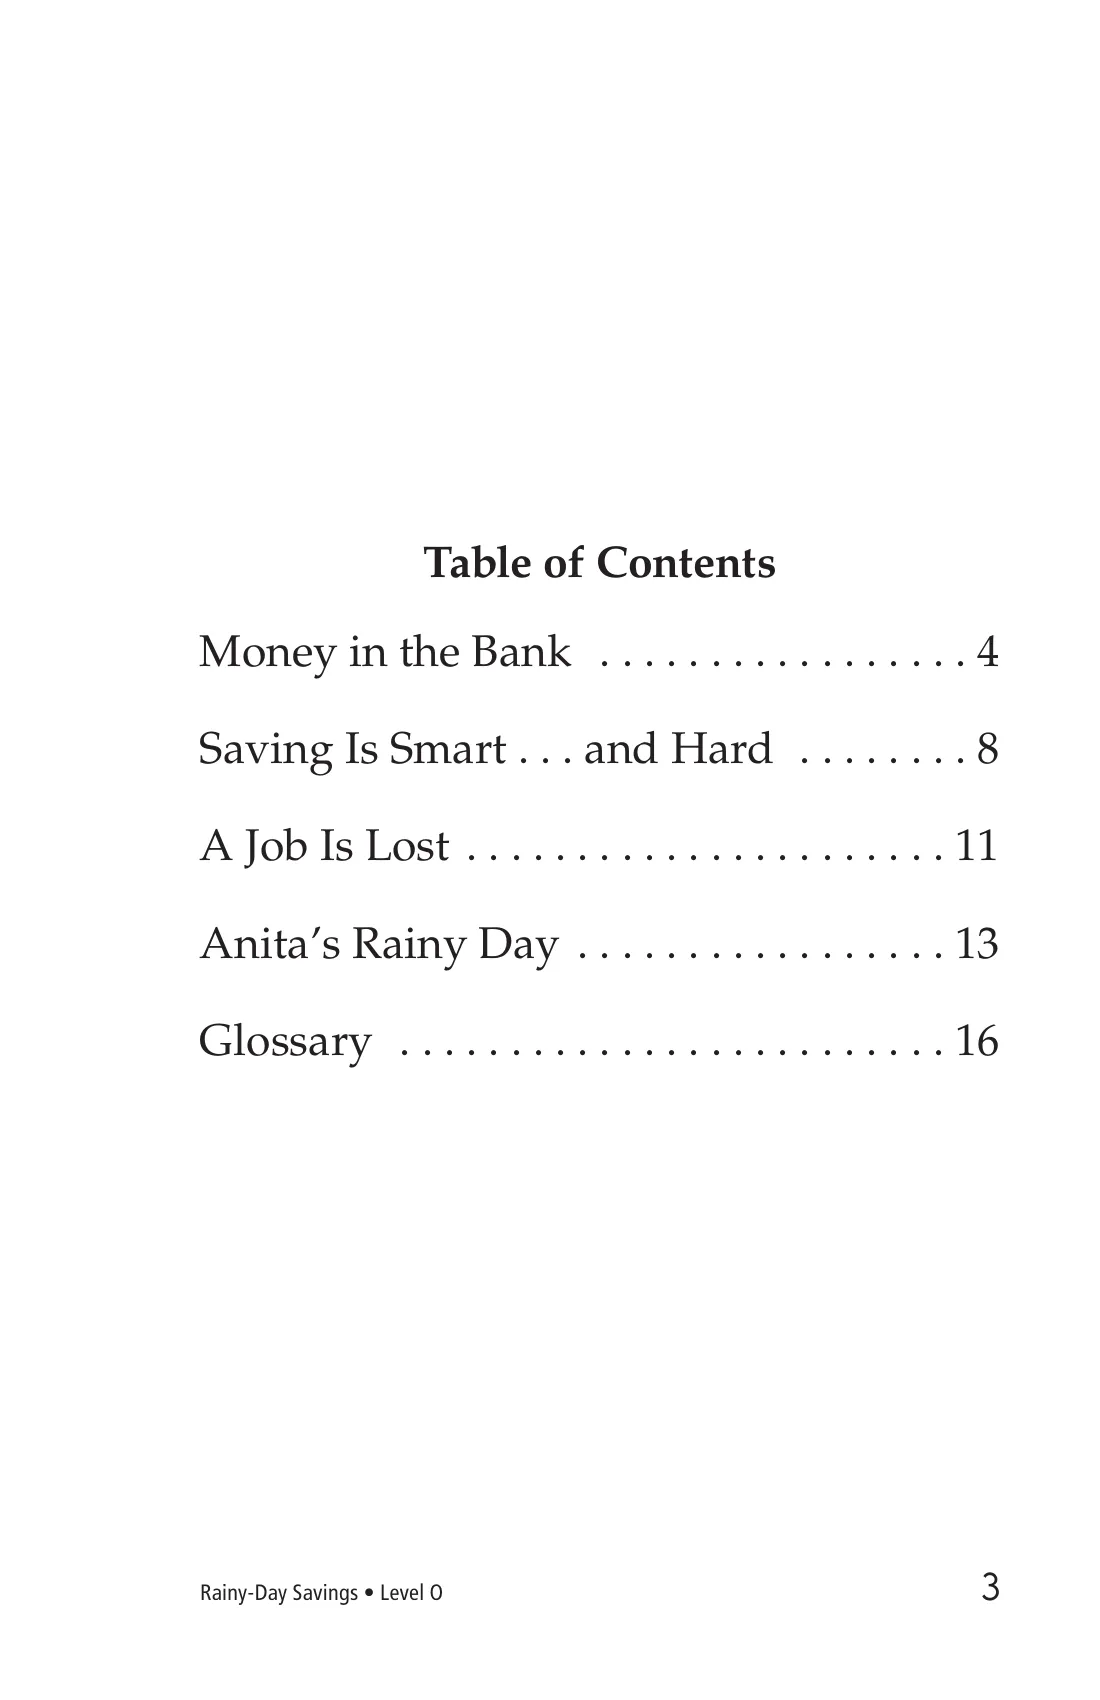 Table of Contents
Money in the Bank . . . . . . . . . . . . . . . . . 4
Saving Is Smart . . . and Hard . . . . . . . . 8
A Job Is Lost . . . . . . . . . . . . . . . . . . . . . . 11
Anita’s Rainy Day . . . . . . . . . . . . . . . . . 13
Glossary . . . . . . . . . . . . . . . . . . . . . . . . . 16
Rainy-Day Savings • Level O 3